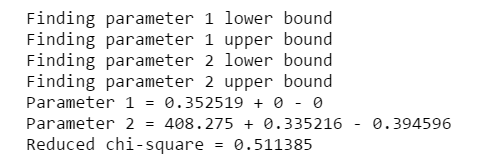 Finding parameter 1 lower bound
Finding parameter 1 upper bound
Finding parameter 2 lower bound
Finding parameter 2 upper bound
Parameter 1 = 0.352519 + 0 - 0
Parameter 2 = 408.275 + 0.335216 - 0.394596
Reduced chi-square = 0.511385